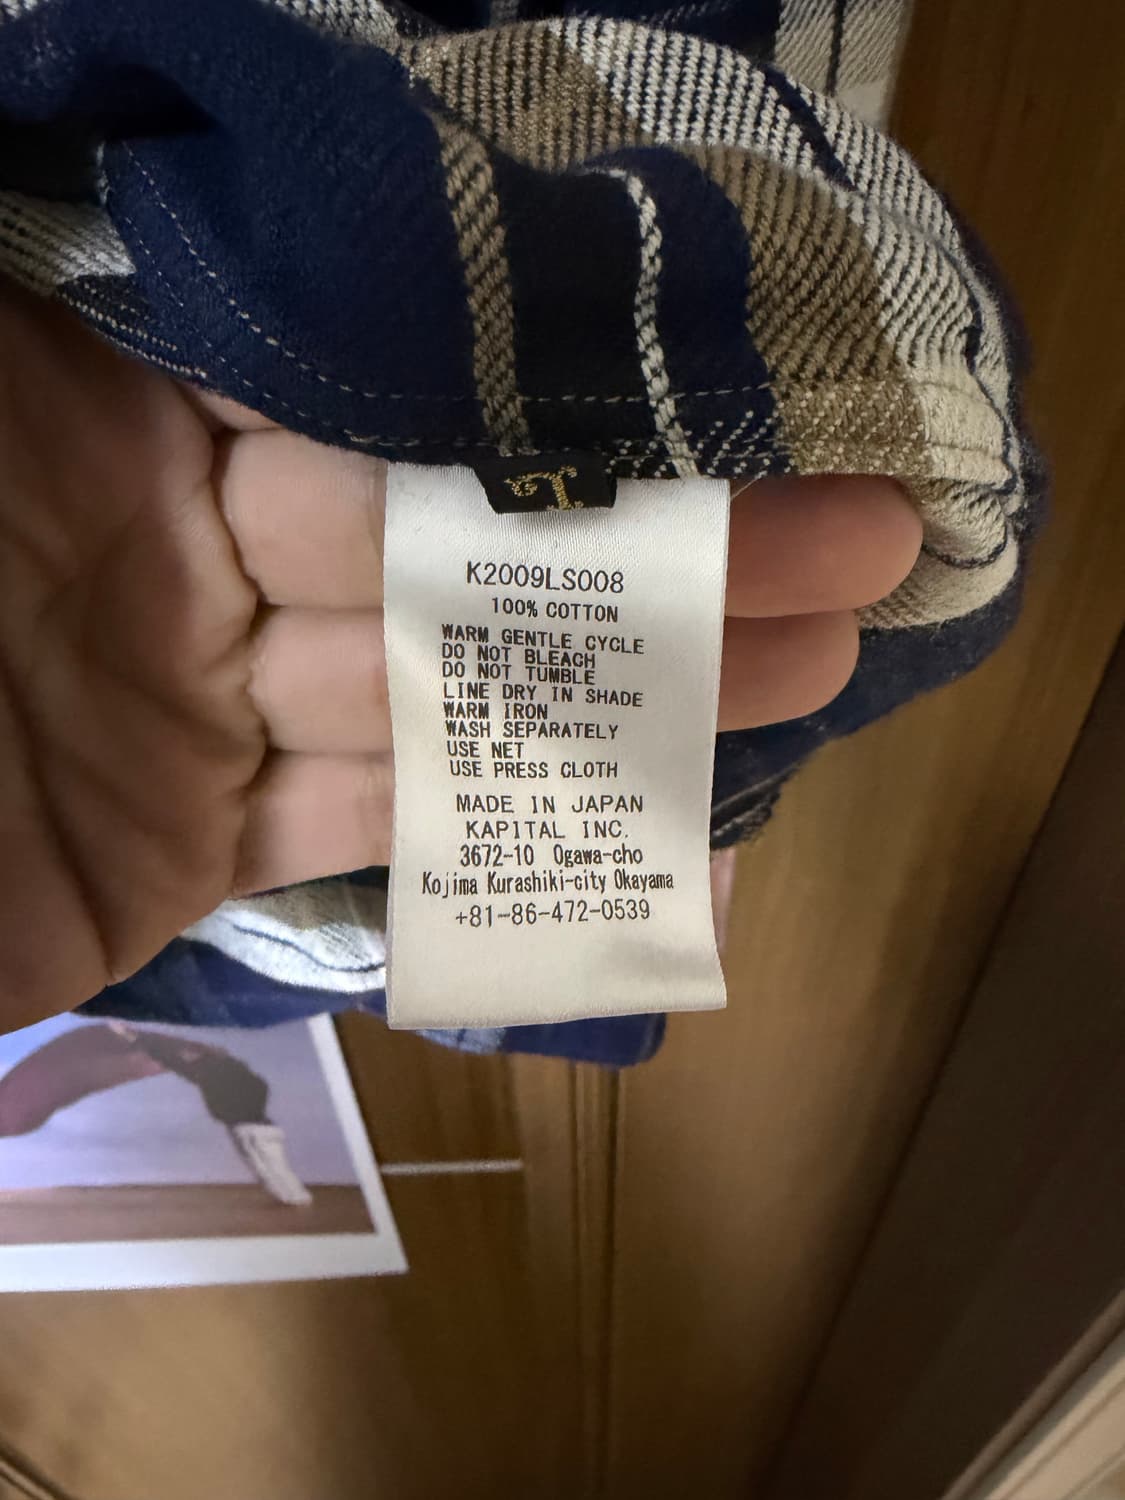 K2009LS008
100% COTTON
WARM GENTLE CYCLE
DO NOT BLEACH
DO NOT TUMBLE
LINE DRY IN SHADE
WARM IRON
WASH SEPARATELY
USE NET
USE PRESS CLOTH
MADE IN JAPAN
KAPITAL INC.
3672-10 Ogawa-cho
Kojima Kurashiki-city Okayama
+81-86-472-0539